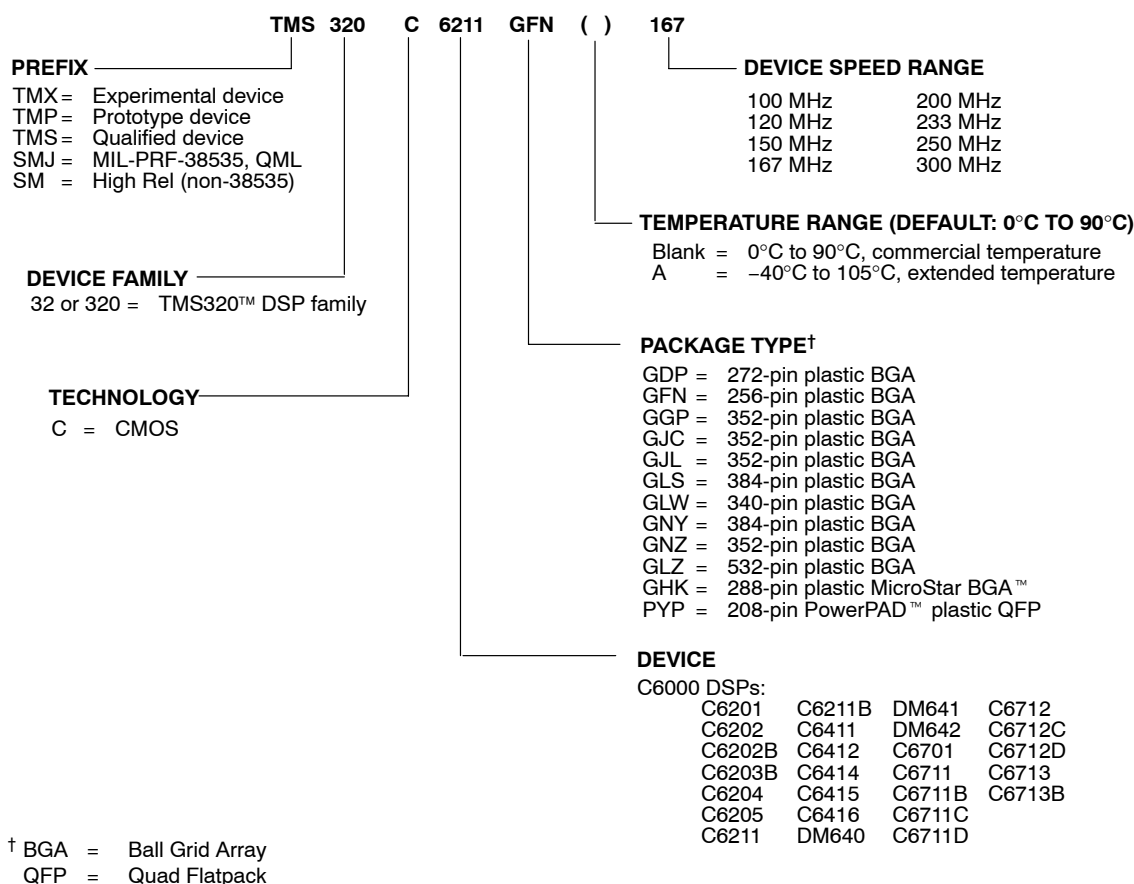 TMS 320 C 6211 GFN ( ) 167
PREFIX
TMX = Experimental device
TMP = Prototype device
TMS = Qualified device
SMJ = MIL-PRF-38535, QML
SM = High Rel (non-38535)
DEVICE SPEED RANGE
100 MHz 200 MHz
120 MHz 233 MHz
150 MHz 250 MHz
167 MHz 300 MHz
TEMPERATURE RANGE (DEFAULT: 0°C TO 90°C)
Blank = 0°C to 90°C, commercial temperature
A = −40°C to 105°C, extended temperature
DEVICE FAMILY
32 or 320 = TMS320™ DSP family
PACKAGE TYPE†
GDP = 272-pin plastic BGA
GFN = 256-pin plastic BGA
GGP = 352-pin plastic BGA
GJC = 352-pin plastic BGA
GJL = 352-pin plastic BGA
GLS = 384-pin plastic BGA
GLW = 340-pin plastic BGA
GNY = 384-pin plastic BGA
GNZ = 352-pin plastic BGA
GLZ = 532-pin plastic BGA
GHK = 288-pin plastic MicroStar BGA™
PYP = 208-pin PowerPAD™ plastic QFP
TECHNOLOGY
C = CMOS
DEVICE
C6000 DSPs:
C6201 C6211B DM641 C6712
C6202 C6411 DM642 C6712C
C6202B C6412 C6701 C6712D
C6203B C6414 C6711 C6713
C6204 C6415 C6711B C6713B
C6205 C6416 C6711C
C6211 DM640 C6711D
† BGA = Ball Grid Array
QFP = Quad Flatpack